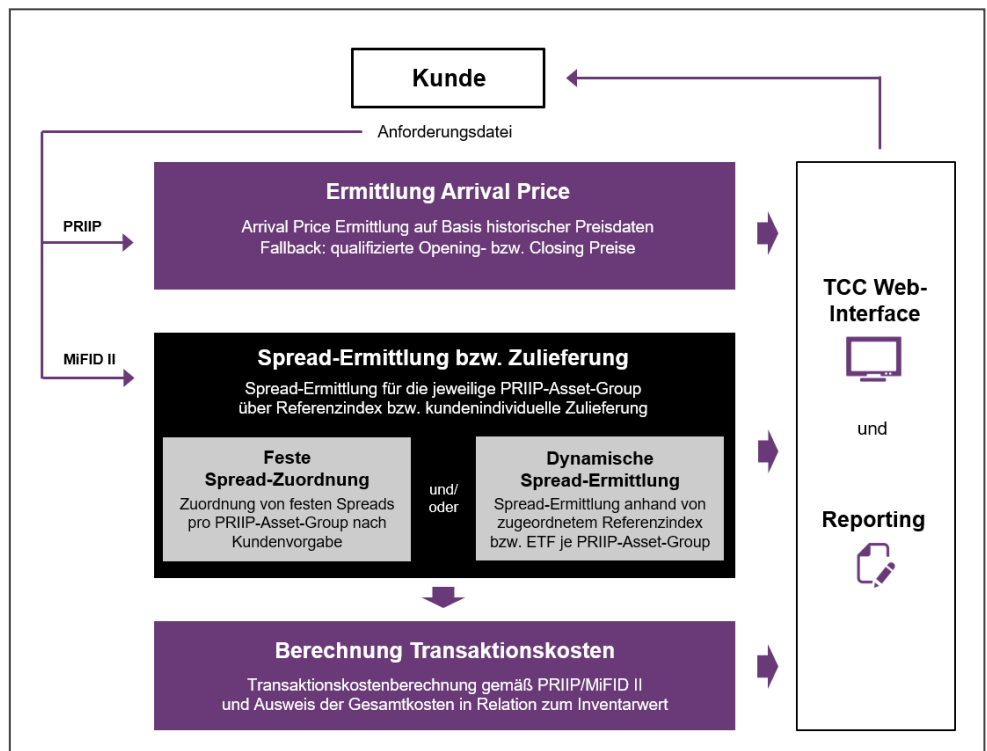 Kunde
Anforderungsdatei
PRIIP
Ermittlung Arrival Price
Arrival Price Ermittlung auf Basis historischer Preisdaten
Fallback: qualifizierte Opening- bzw. Closing Preise
MiFID II
Spread-Ermittlung bzw. Zulieferung
Spread-Ermittlung für die jeweilige PRIIP-Asset-Group
über Referenzindex bzw. kundenindividuelle Zulieferung
Feste
Spread-Zuordnung
Zuordnung von festen Spreads
pro PRIIP-Asset-Group nach
Kundenvorgabe
und/
oder
Dynamische
Spread-Ermittlung
Spread-Ermittlung anhand von
zugeordnetem Referenzindex
bzw. ETF je PRIIP-Asset-Group
Berechnung Transaktionskosten
Transaktionskostenberechnung gemäß PRIIP/MiFID II
und Ausweis der Gesamtkosten in Relation zum Inventarwert
TCC Web-
Interface
und
Reporting